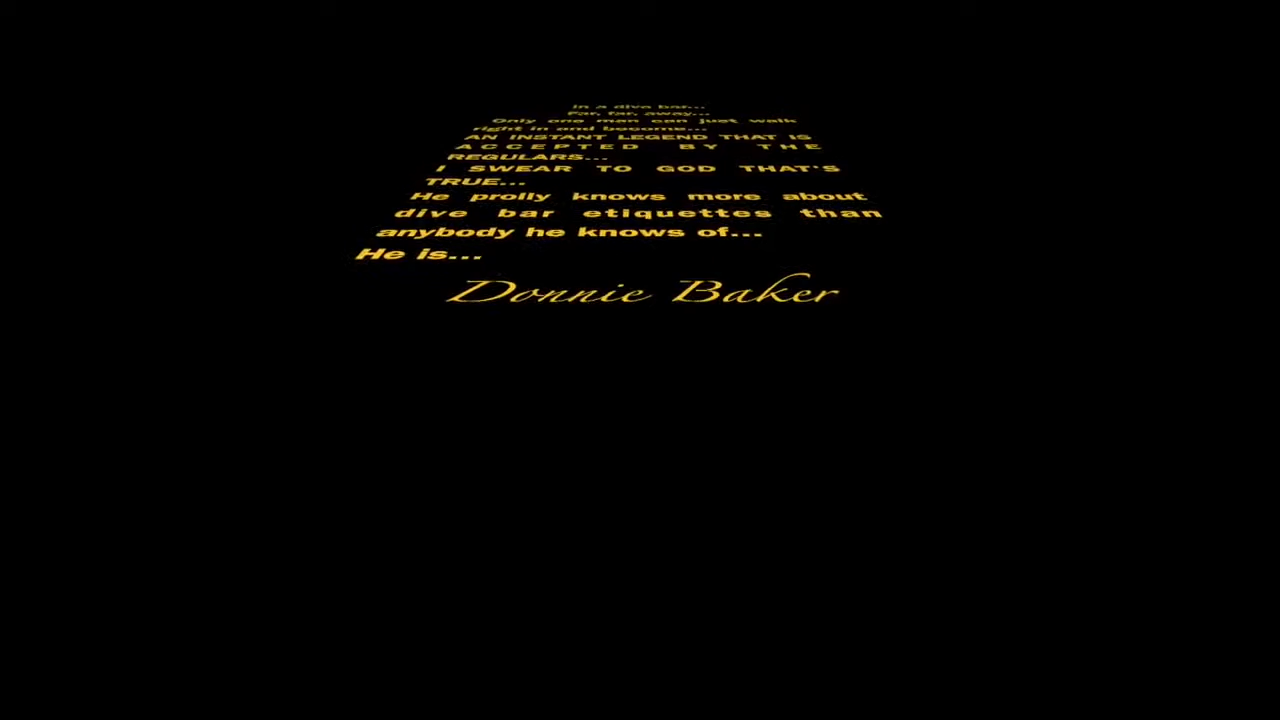 in a dive bar...
Far, far, away...
Only one man can just walk
right in and become...
AN INSTANT LEGEND THAT IS
ACCEPTED BY THE
REGULARS...
I SWEAR TO GOD THAT'S
TRUE...
He prolly knows more about
dive bar etiquettes than
anybody he knows of...
He is...
Donnie Baker